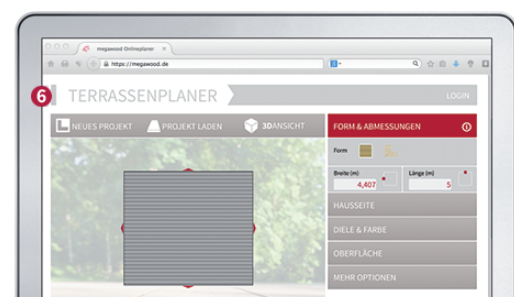 megawood Onlineplaner
https://megawood.de
6
TERRASSENPLANER
LOGIN
NEUES PROJEKT
PROJEKT LADEN
3DANSICHT
FORM & ABMESSUNGEN
Form
Breite (m)
4,407
Länge (m)
5
HAUSSEITE
DIELE & FARBE
OBERFLÄCHE
MEHR OPTIONEN